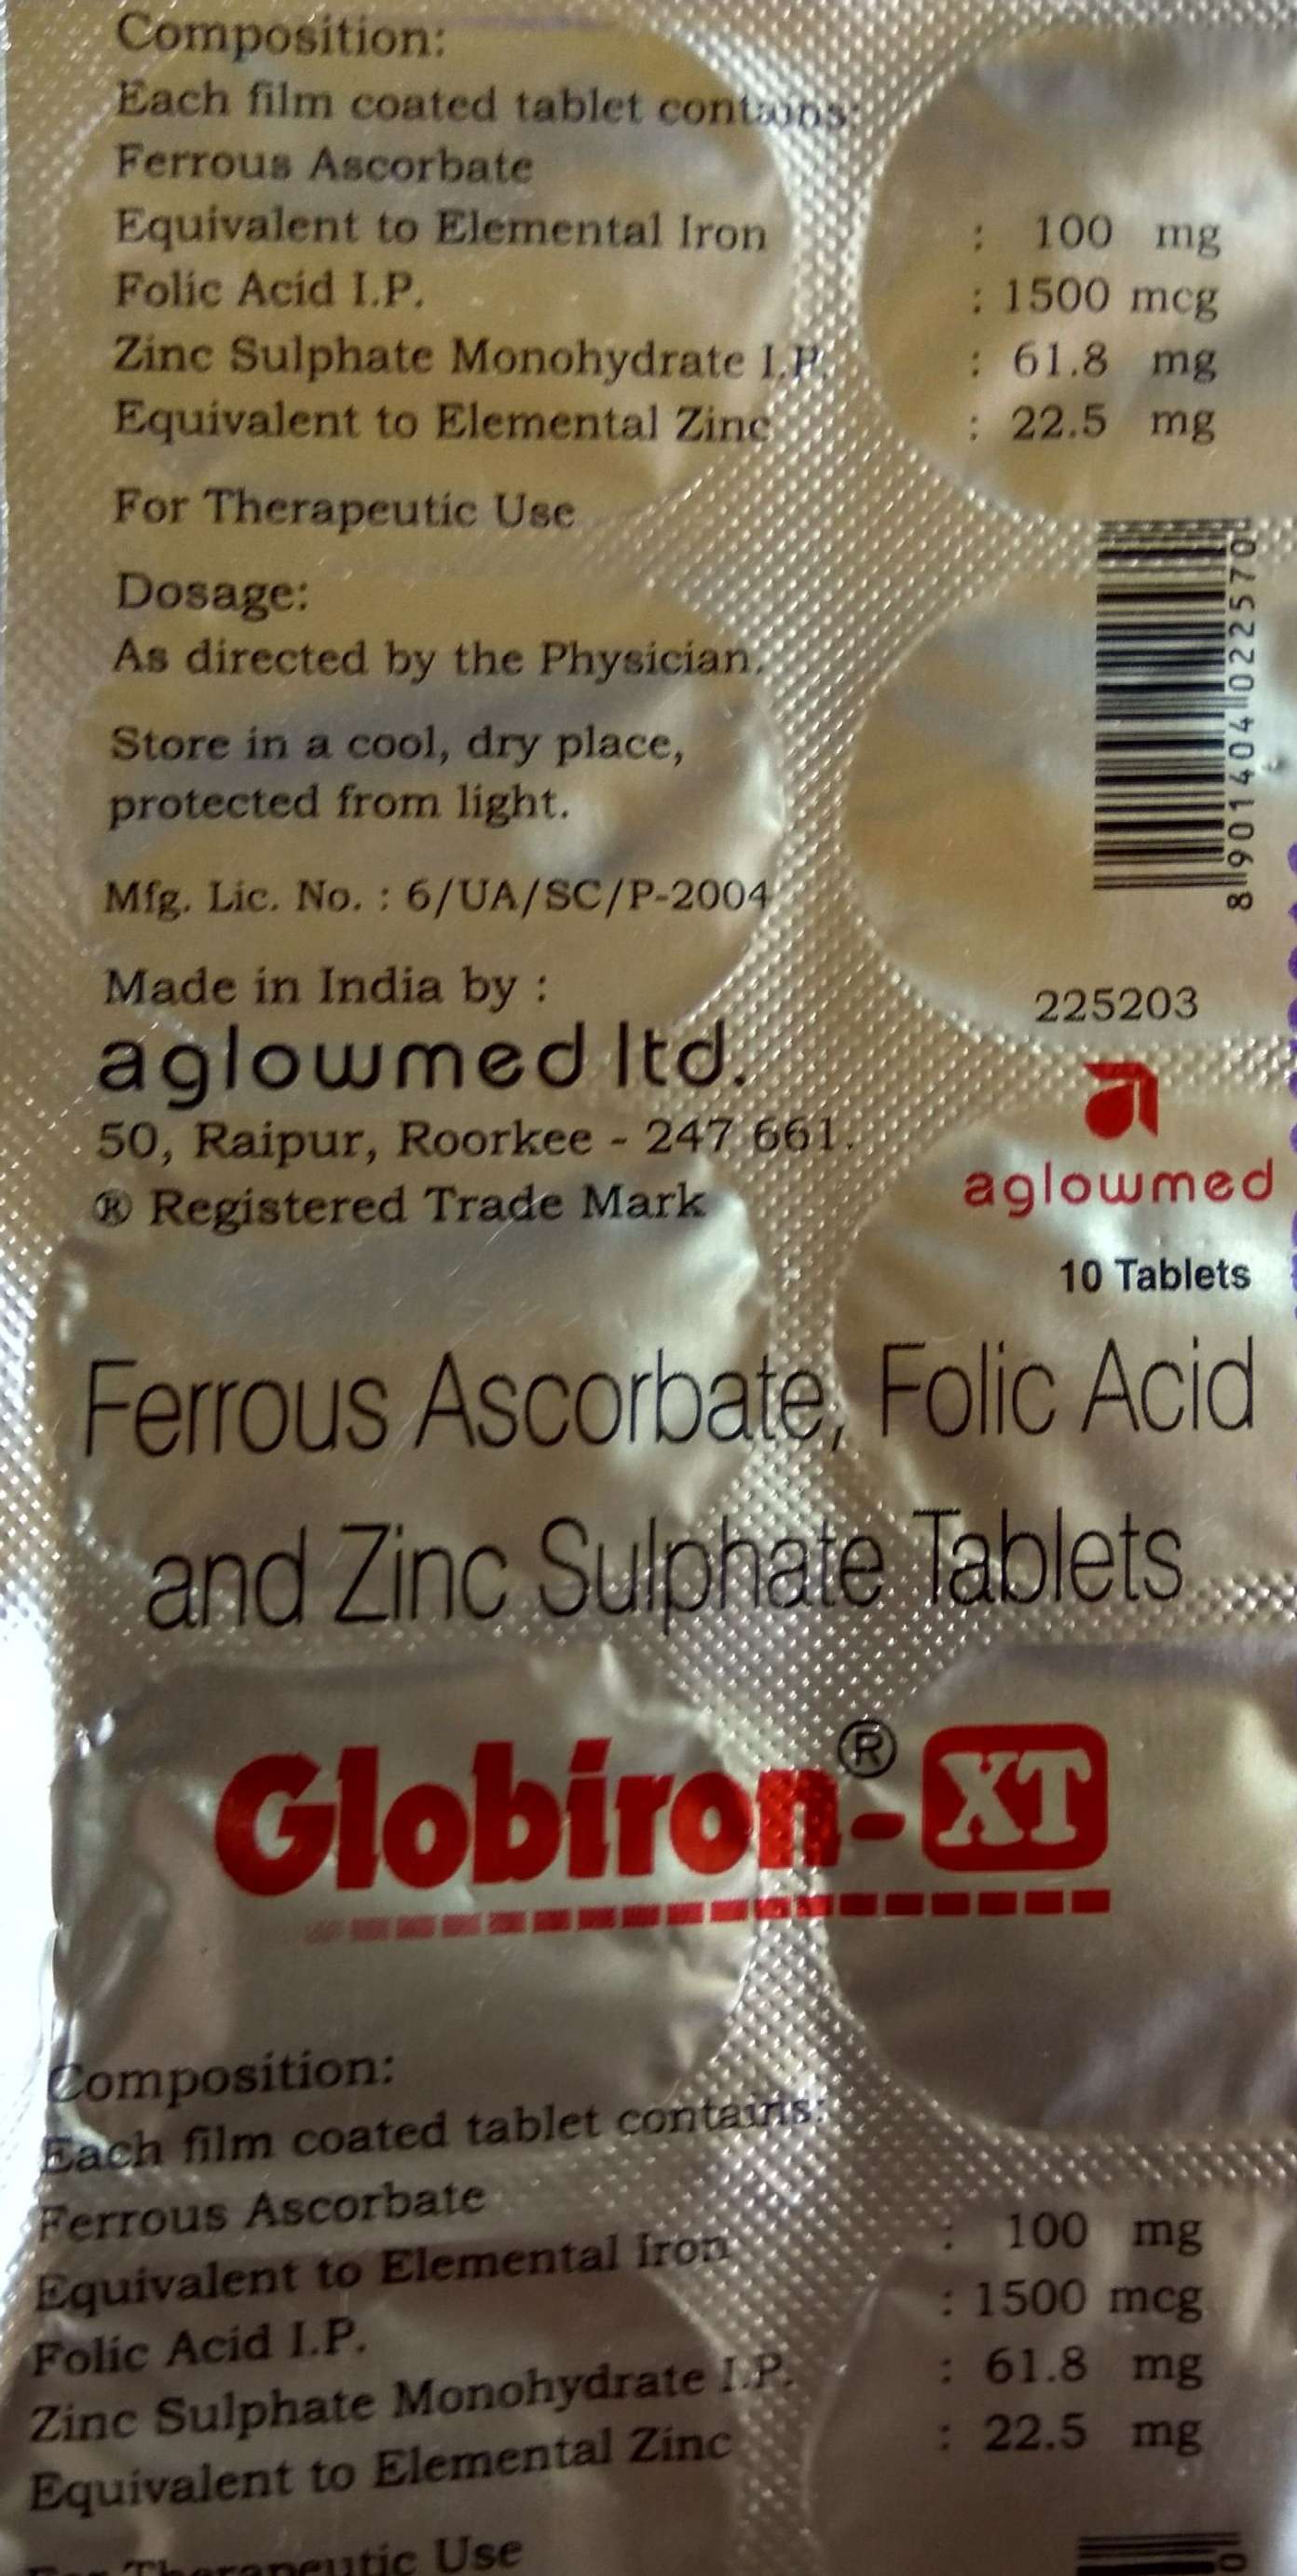 Composition:
Each film coated tablet contains:
Ferrous Ascorbate
Equivalent to Elemental Iron : 100 mg
Folic Acid I.P. : 1500 mcg
Zinc Sulphate Monohydrate I.P. : 61.8 mg
Equivalent to Elemental Zinc : 22.5 mg
For Therapeutic Use
Dosage:
As directed by the Physician.
Store in a cool, dry place,
protected from light.
Mfg. Lic. No. : 6/UA/SC/P-2004
8 901404 022570
Made in India by :
aglowmed ltd.
50, Raipur, Roorkee - 247 661.
® Registered Trade Mark
225203
a
aglowmed
10 Tablets
Ferrous Ascorbate, Folic Acid
and Zinc Sulphate Tablets
Globiron®-XT
Composition:
Each film coated tablet contains:
Ferrous Ascorbate
Equivalent to Elemental Iron : 100 mg
Folic Acid I.P. : 1500 mcg
Zinc Sulphate Monohydrate I.P. : 61.8 mg
Equivalent to Elemental Zinc : 22.5 mg
For Therapeutic Use